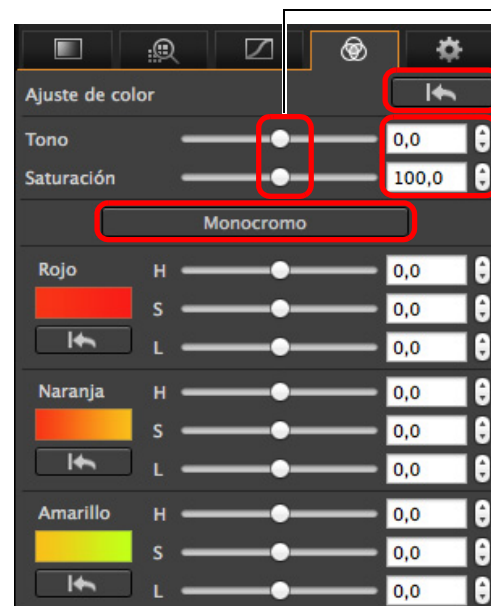 Ajuste de color
Tono 0,0
Saturación 100,0
Monocromo
Rojo H 0,0
S 0,0
L 0,0
Naranja H 0,0
S 0,0
L 0,0
Amarillo H 0,0
S 0,0
L 0,0